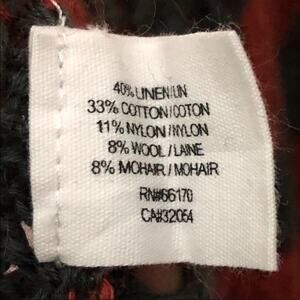 40% LINEN/LIN
33% COTTON/COTON
11% NYLON/NYLON
8% WOOL/LAINE
8% MOHAIR/MOHAIR
RN#66170
CA#32054